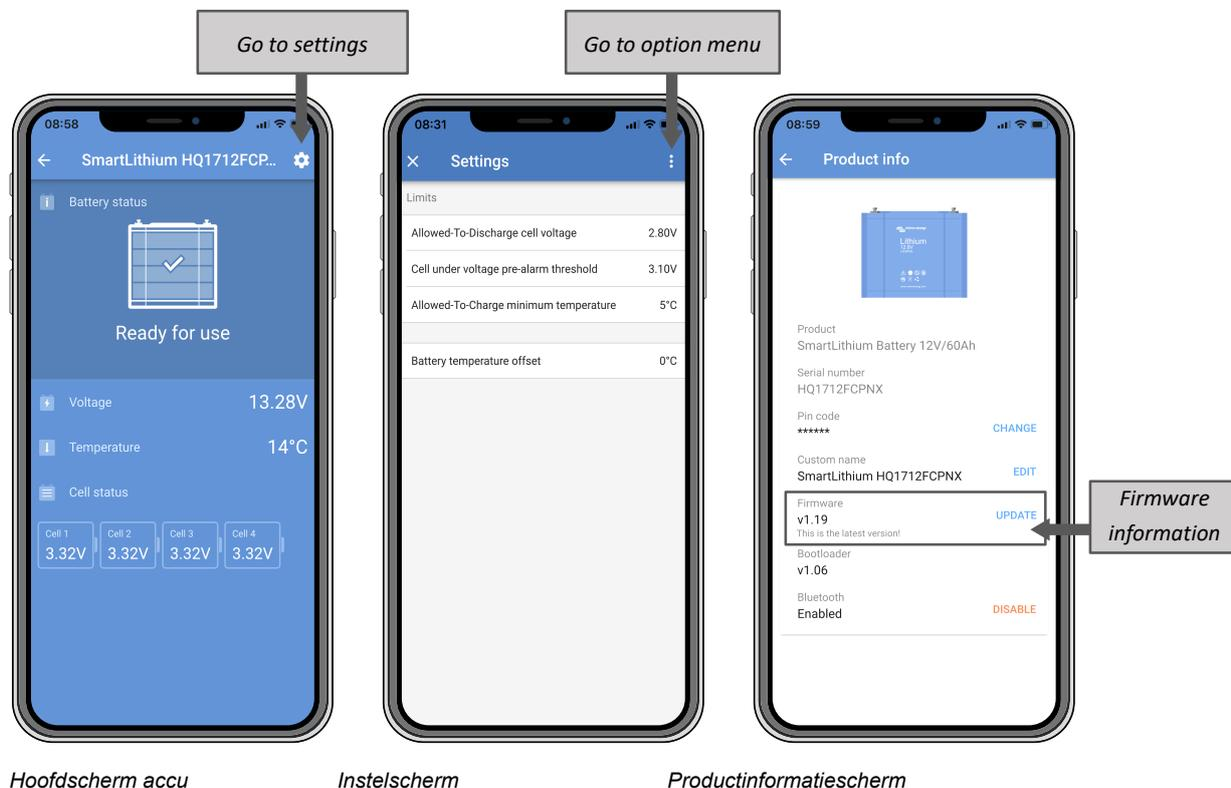 Go to settings
Go to option menu
08:58
SmartLithium HQ1712FCP...
Battery status
Ready for use
Voltage 13.28V
Temperature 14°C
Cell status
Cell 1 Cell 2 Cell 3 Cell 4
3.32V 3.32V 3.32V 3.32V
08:31
Settings
Limits
Allowed-To-Discharge cell voltage 2.80V
Cell under voltage pre-alarm threshold 3.10V
Allowed-To-Charge minimum temperature 5°C
Battery temperature offset 0°C
08:59
Product info
Lithium
Product
SmartLithium Battery 12V/60Ah
Serial number
HQ1712FCPNX
Pin code
****** CHANGE
Custom name
SmartLithium HQ1712FCPNX EDIT
Firmware
v1.19 UPDATE
This is the latest version!
Bootloader
v1.06
Bluetooth
Enabled DISABLE
Firmware
information
Hoofdscherm accu
Instelscherm
Productinformatiescherm